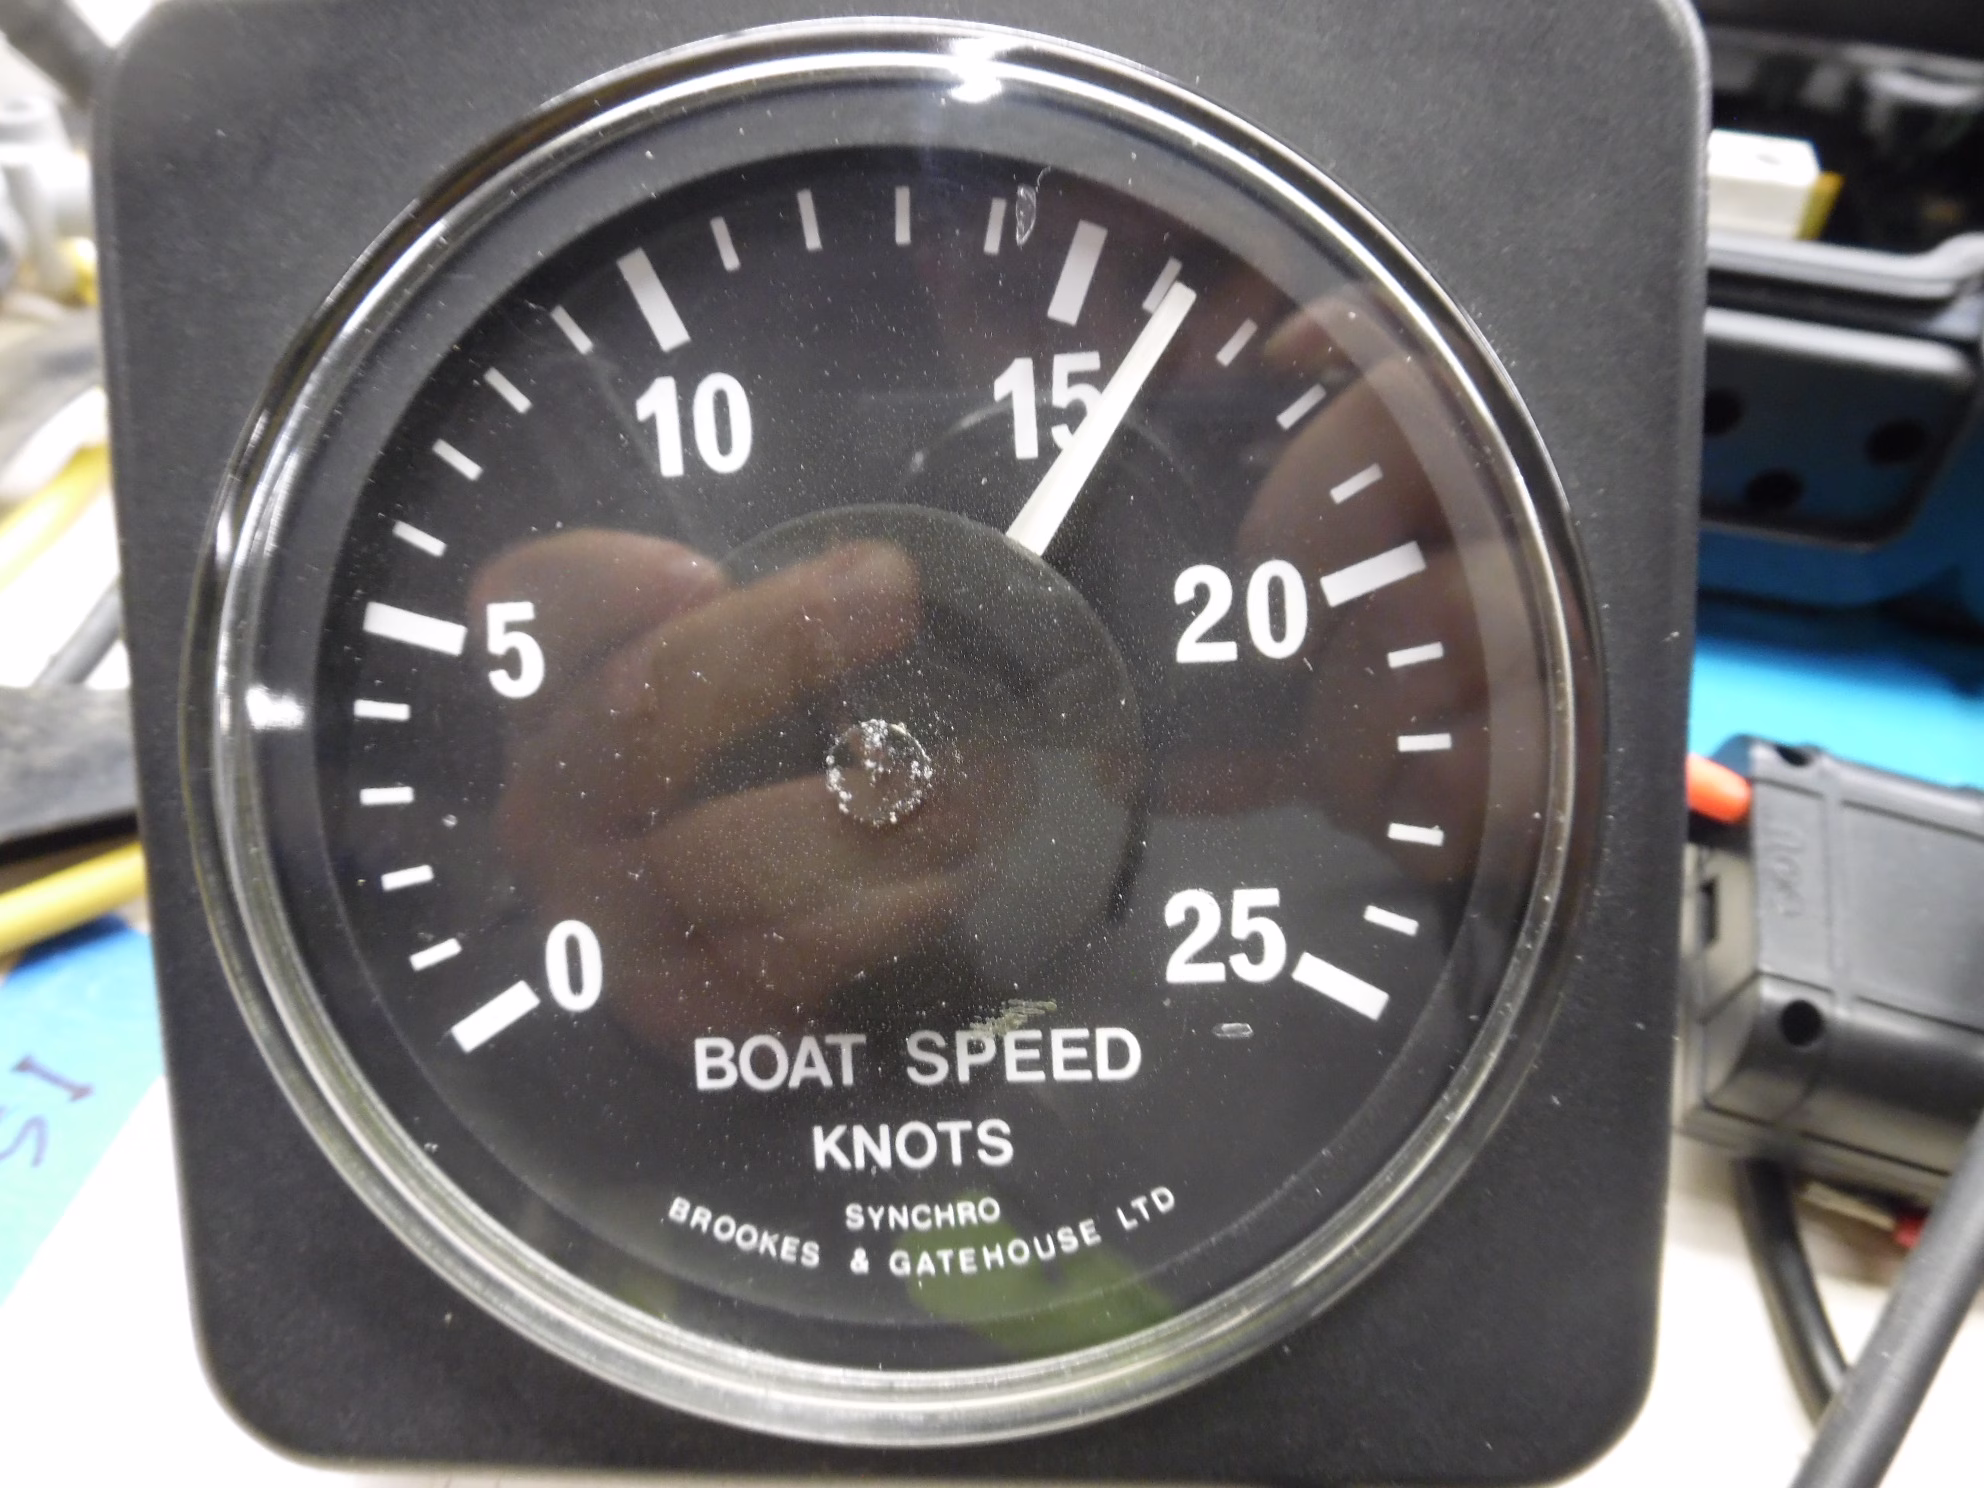 10
15
5
20
0
25
BOAT SPEED
KNOTS
SYNCHRO
BROOKES & GATEHOUSE LTD